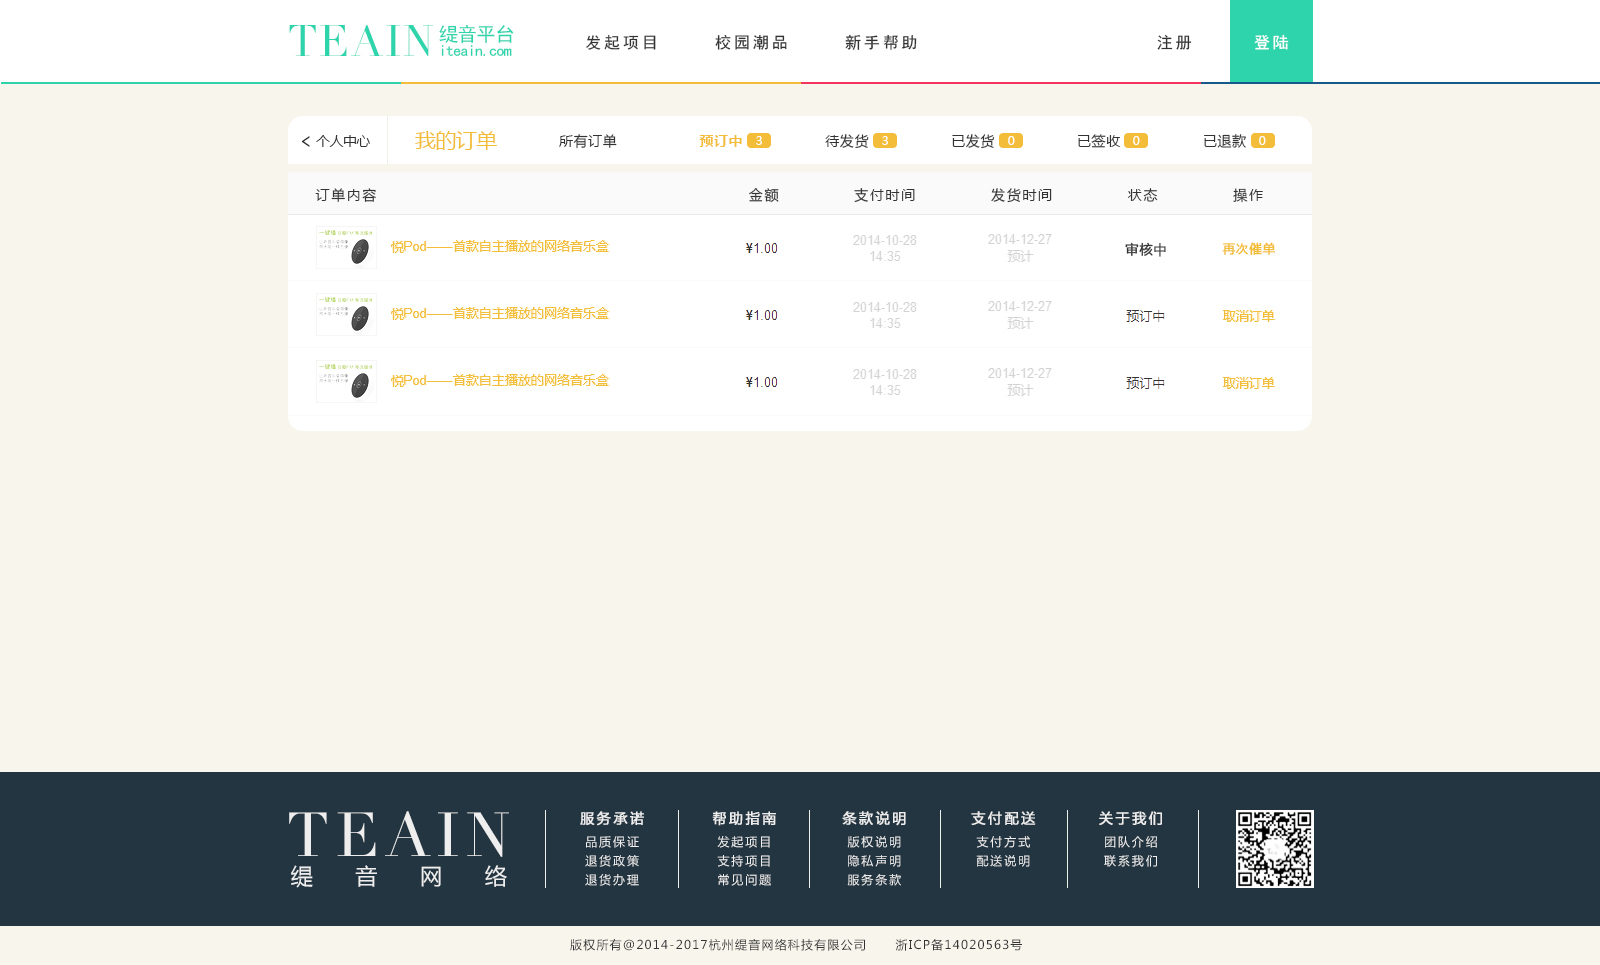 TEAIN 缇音平台 iteain.com 发起项目 校园潮品 新手帮助 注册 登陆
< 个人中心 我的订单 所有订单 预订中 3 待发货 3 已发货 0 已签收 0 已退款 0
订单内容 金额 支付时间 发货时间 状态 操作
悦Pod——首款自主播放的网络音乐盒 ¥1.00 2014-10-28 14:35 2014-12-27 预计 审核中 再次催单
悦Pod——首款自主播放的网络音乐盒 ¥1.00 2014-10-28 14:35 2014-12-27 预计 预订中 取消订单
悦Pod——首款自主播放的网络音乐盒 ¥1.00 2014-10-28 14:35 2014-12-27 预计 预订中 取消订单
TEAIN
缇音网络
服务承诺
品质保证
退货政策
退货办理
帮助指南
发起项目
支持项目
常见问题
条款说明
版权说明
隐私声明
服务条款
支付配送
支付方式
配送说明
关于我们
团队介绍
联系我们
版权所有@2014-2017杭州缇音网络科技有限公司 浙ICP备14020563号